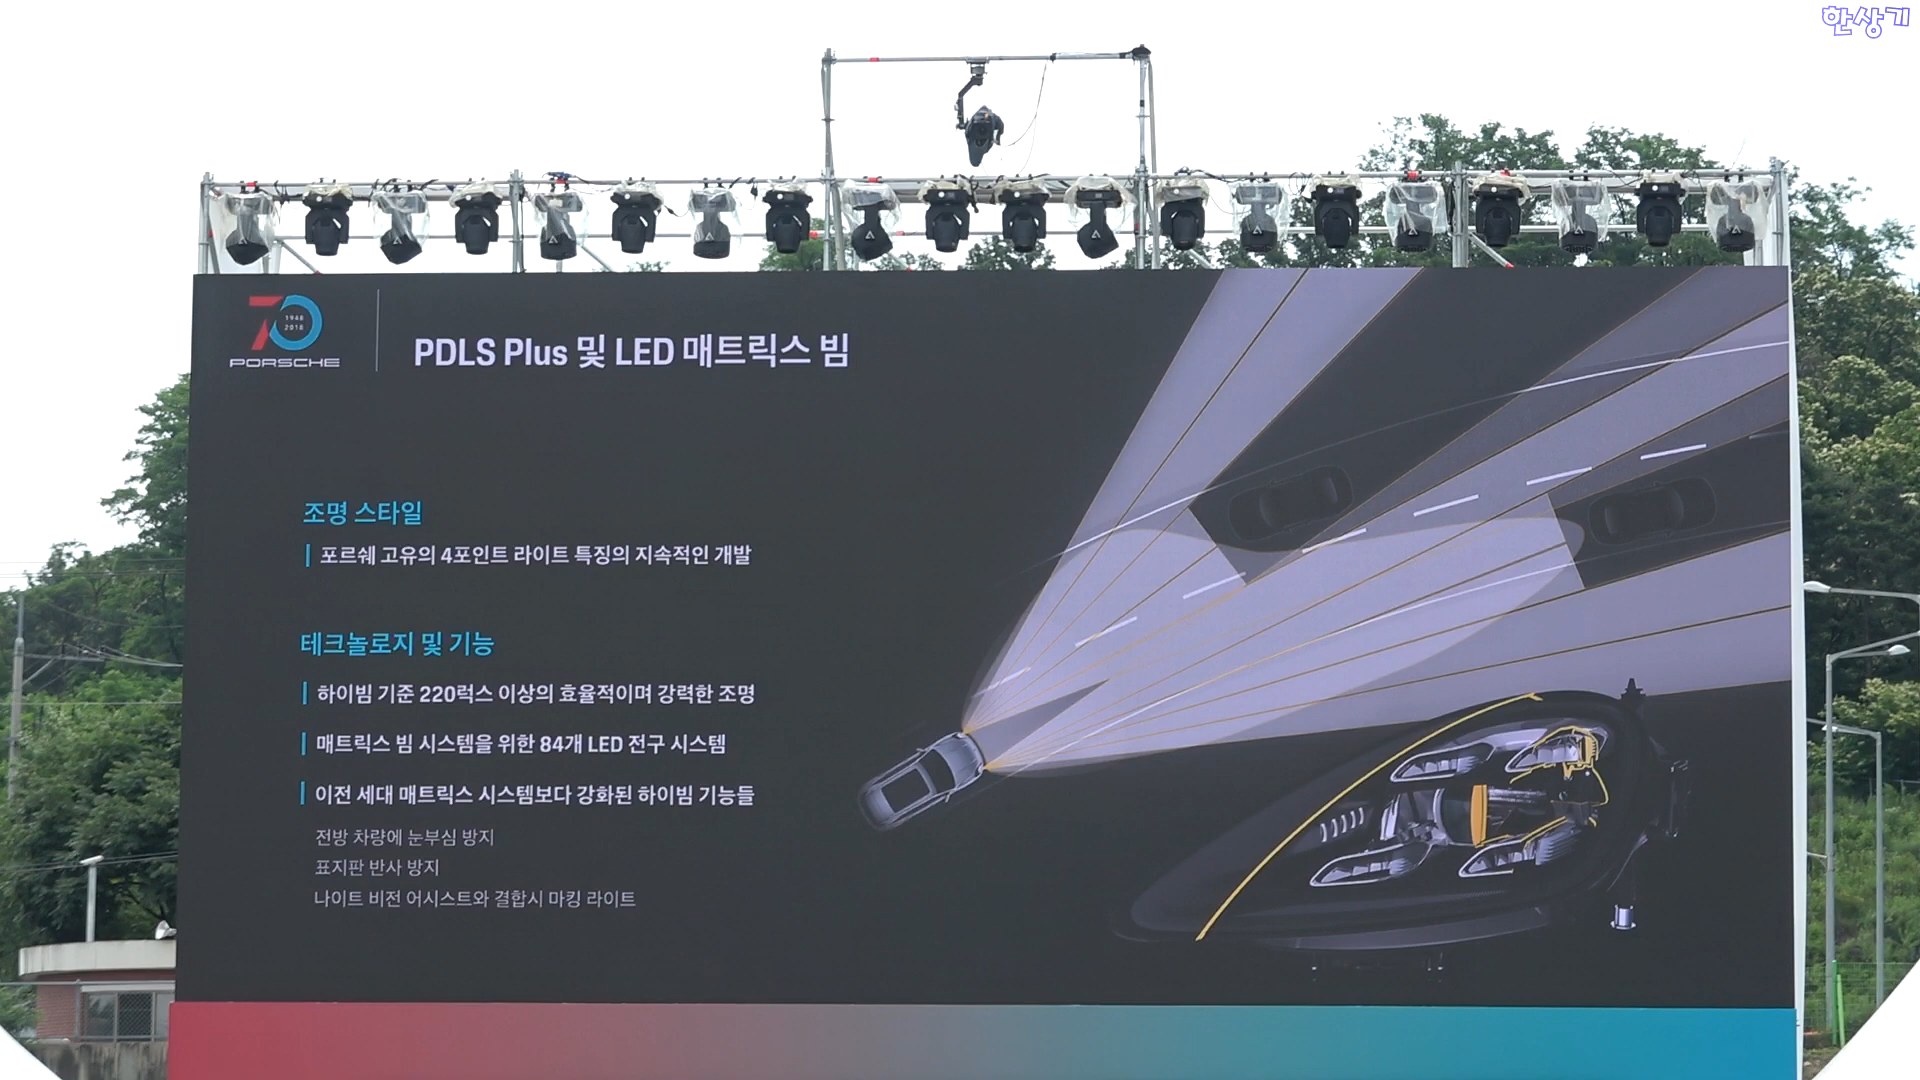 한상기
70
1948
2018
PORSCHE
PDLS Plus 및 LED 매트릭스 빔
조명 스타일
포르쉐 고유의 4포인트 라이트 특징의 지속적인 개발
테크놀로지 및 기능
하이빔 기준 220럭스 이상의 효율적이며 강력한 조명
매트릭스 빔 시스템을 위한 84개 LED 전구 시스템
이전 세대 매트릭스 시스템보다 강화된 하이빔 기능들
전방 차량에 눈부심 방지
표지판 반사 방지
나이트 비전 어시스트와 결합시 마킹 라이트